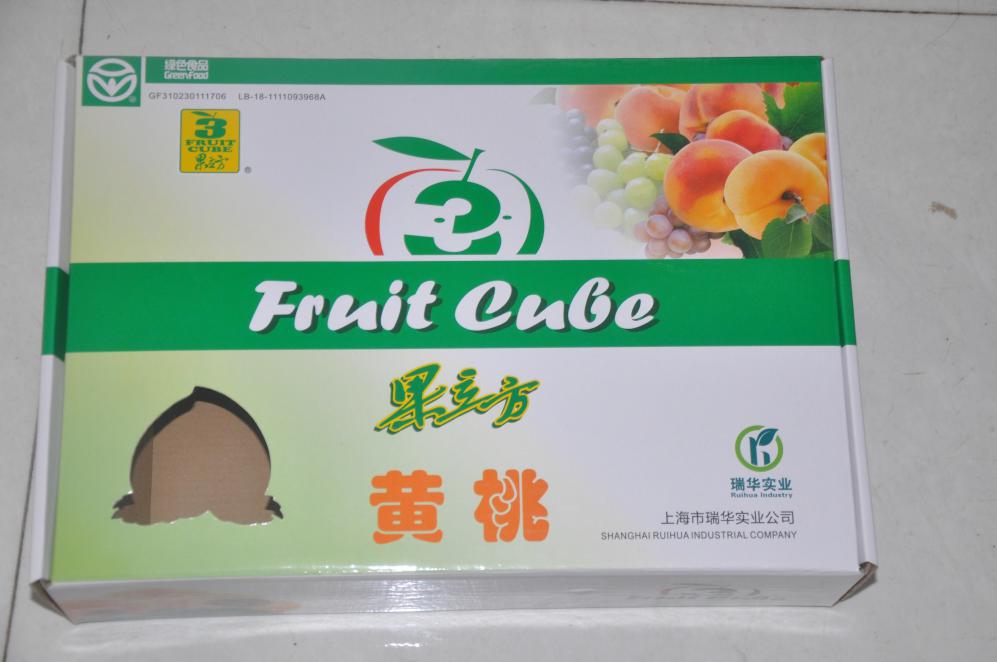 绿色食品
GreenFood
GF310230111706 LB-18-1111093968A
3
FRUIT
CUBE
果立方
®
3
Fruit Cube
果立方
黄桃
瑞华实业
Ruihua Industry
上海市瑞华实业公司
SHANGHAI RUIHUA INDUSTRIAL COMPANY